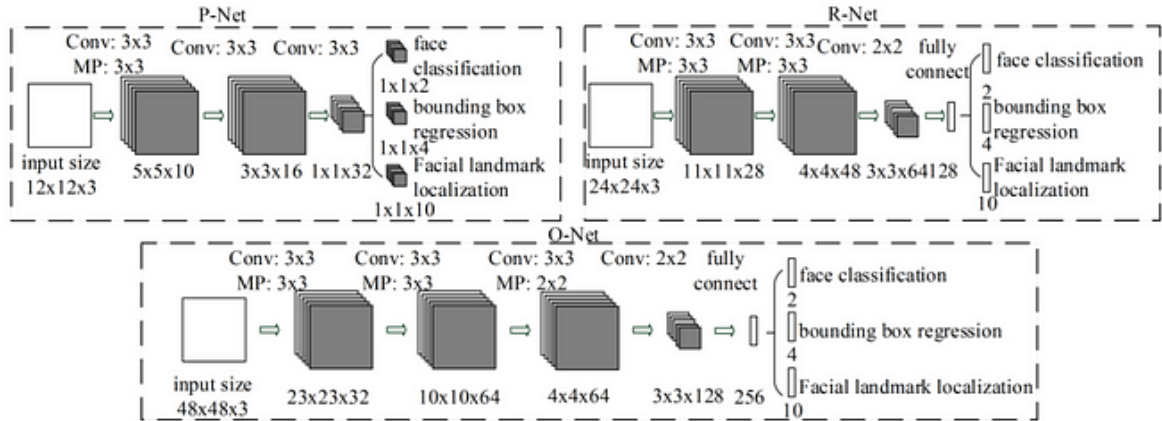 P-Net
Conv: 3x3 Conv: 3x3 Conv: 3x3
MP: 3x3
face
classification
1x1x2
bounding box
regression
1x1x4
Facial landmark
localization
1x1x10
input size
12x12x3
5x5x10
3x3x16
1x1x32
R-Net
Conv: 3x3 Conv: 3x3 Conv: 2x2 fully
MP: 3x3 MP: 3x3 connect
face classification
2
bounding box
regression
4
Facial landmark
localization
10
input size
24x24x3
11x11x28
4x4x48
3x3x64
128
O-Net
Conv: 3x3 Conv: 3x3 Conv: 3x3 Conv: 2x2 fully
MP: 3x3 MP: 3x3 MP: 2x2 connect
face classification
2
bounding box regression
4
Facial landmark localization
10
input size
48x48x3
23x23x32
10x10x64
4x4x64
3x3x128
256